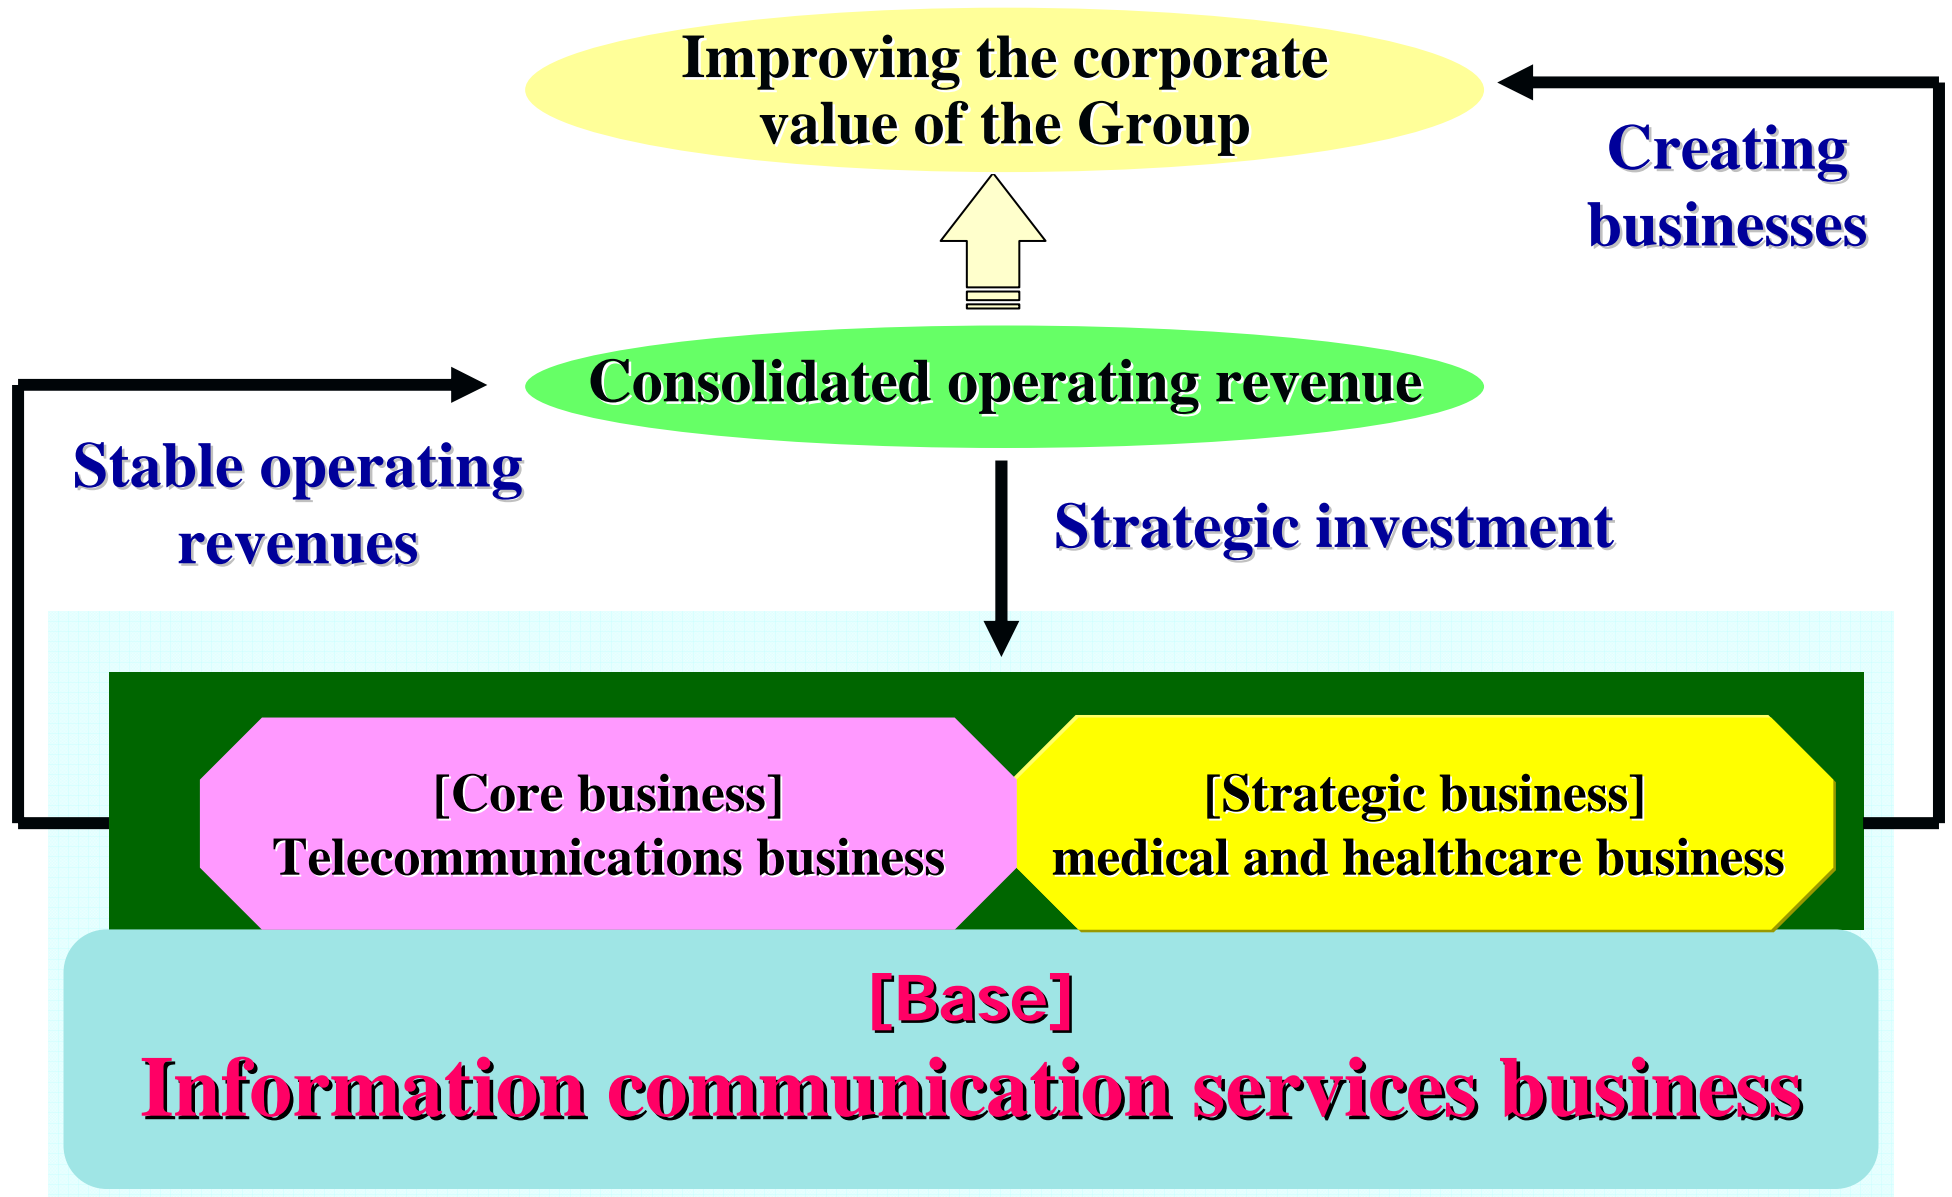 Improving the corporate
value of the Group
Creating
businesses
Consolidated operating revenue
Stable operating
revenues
Strategic investment
[Core business]
Telecommunications business
[Strategic business]
medical and healthcare business
[Base]
Information communication services business